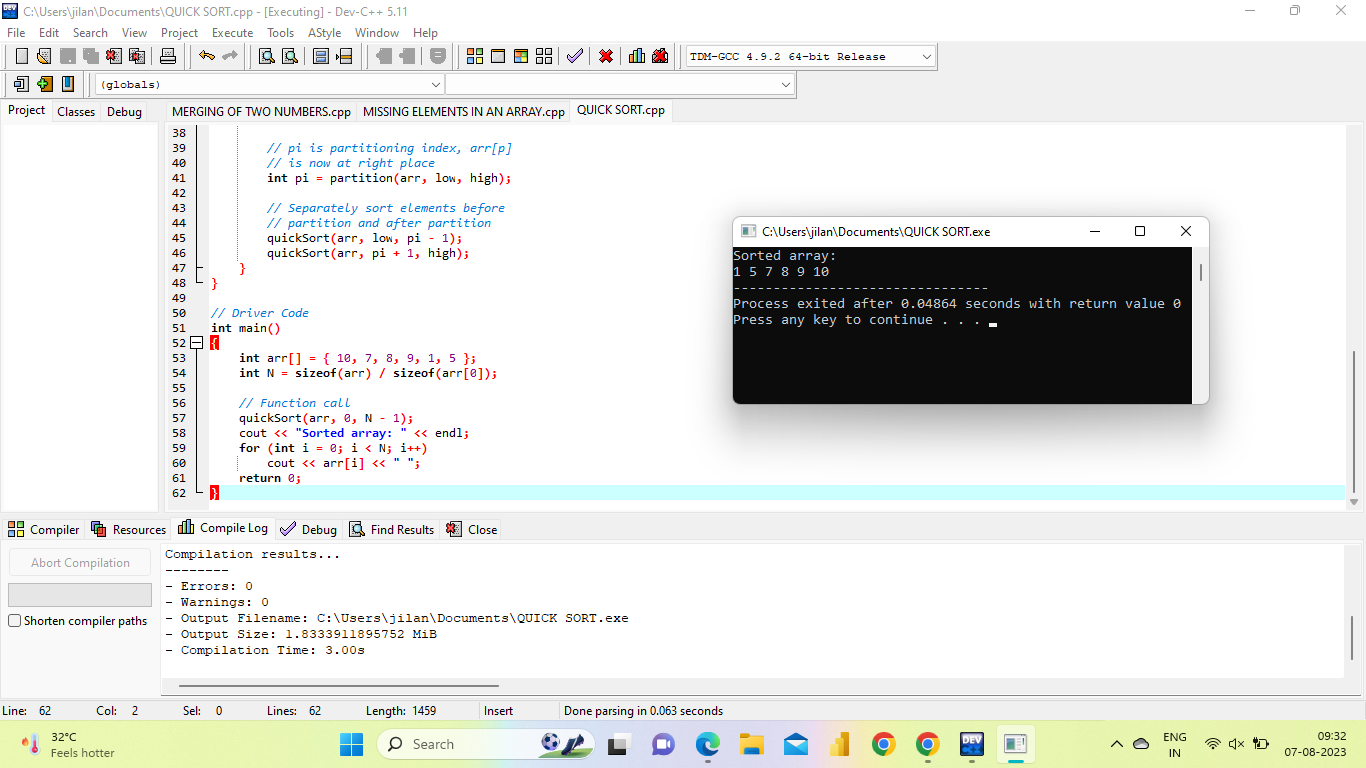 C:\Users\jilan\Documents\QUICK SORT.cpp - [Executing] - Dev-C++ 5.11
File Edit Search View Project Execute Tools AStyle Window Help
TDM-GCC 4.9.2 64-bit Release
(globals)
Project Classes Debug
MERGING OF TWO NUMBERS.cpp MISSING ELEMENTS IN AN ARRAY.cpp QUICK SORT.cpp
38
39 // pi is partitioning index, arr[p]
40 // is now at right place
41 int pi = partition(arr, low, high);
42
43 // Separately sort elements before
44 // partition and after partition
45 quickSort(arr, low, pi - 1);
46 quickSort(arr, pi + 1, high);
47 }
48 }
49
50 // Driver Code
51 int main()
52 {
53 int arr[] = { 10, 7, 8, 9, 1, 5 };
54 int N = sizeof(arr) / sizeof(arr[0]);
55
56 // Function call
57 quickSort(arr, 0, N - 1);
58 cout << "Sorted array: " << endl;
59 for (int i = 0; i < N; i++)
60 cout << arr[i] << " ";
61 return 0;
62 }
C:\Users\jilan\Documents\QUICK SORT.exe
Sorted array:
1 5 7 8 9 10
--------------------------------
Process exited after 0.04864 seconds with return value 0
Press any key to continue . . .
Compiler Resources Compile Log Debug Find Results Close
Abort Compilation
Shorten compiler paths
Compilation results...
--------
- Errors: 0
- Warnings: 0
- Output Filename: C:\Users\jilan\Documents\QUICK SORT.exe
- Output Size: 1.8333911895752 MiB
- Compilation Time: 3.00s
Line: 62 Col: 2 Sel: 0 Lines: 62 Length: 1459 Insert Done parsing in 0.063 seconds
32°C
Feels hotter
Search
DEV
ENG
IN
09:32
07-08-2023